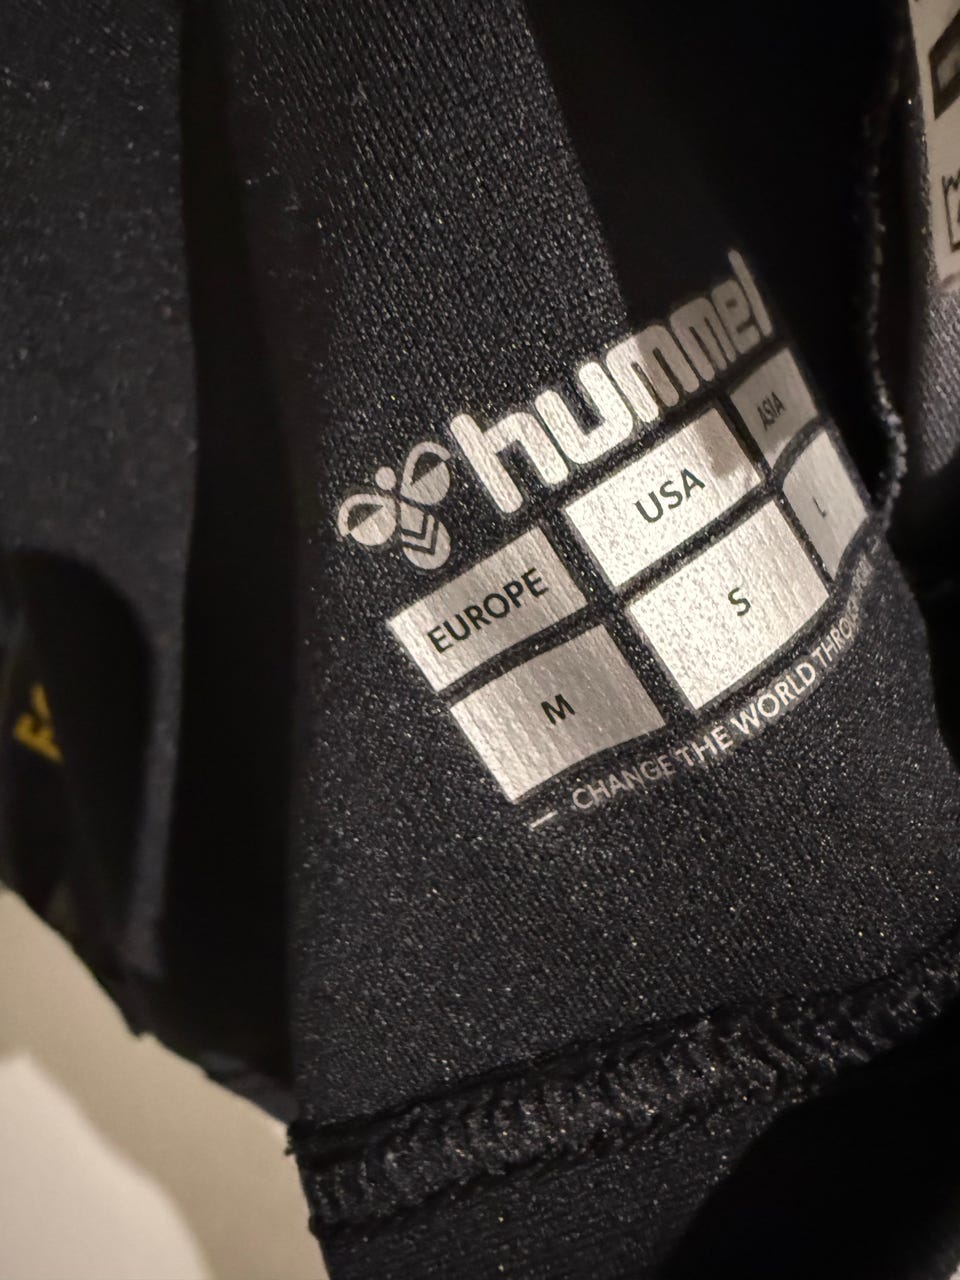 hummel
EUROPE USA ASIA
M S L
CHANGE THE WORLD